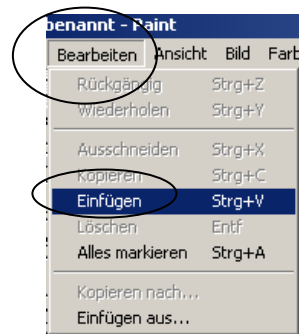 benannt - Paint
Bearbeiten Ansicht Bild Farb
Rückgängig Strg+Z
Wiederholen Strg+Y
Ausschneiden Strg+X
Kopieren Strg+C
Einfügen Strg+V
Löschen Entf
Alles markieren Strg+A
Kopieren nach...
Einfügen aus...